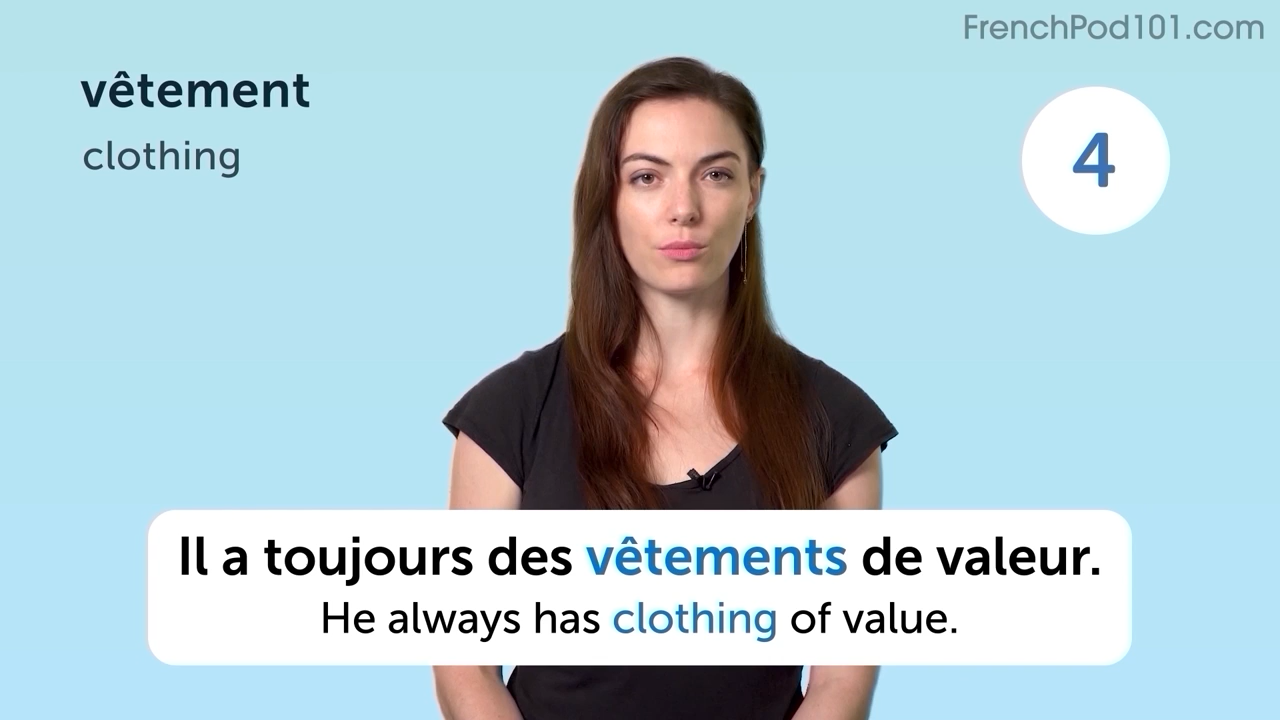 FrenchPod101.com
vêtement
clothing
4
Il a toujours des vêtements de valeur.
He always has clothing of value.